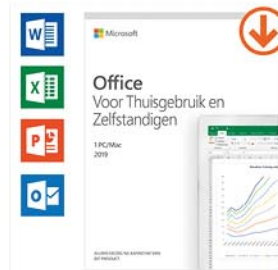 Microsoft
Office
Voor Thuisgebruik en
Zelfstandigen
1 PC/Mac
2019